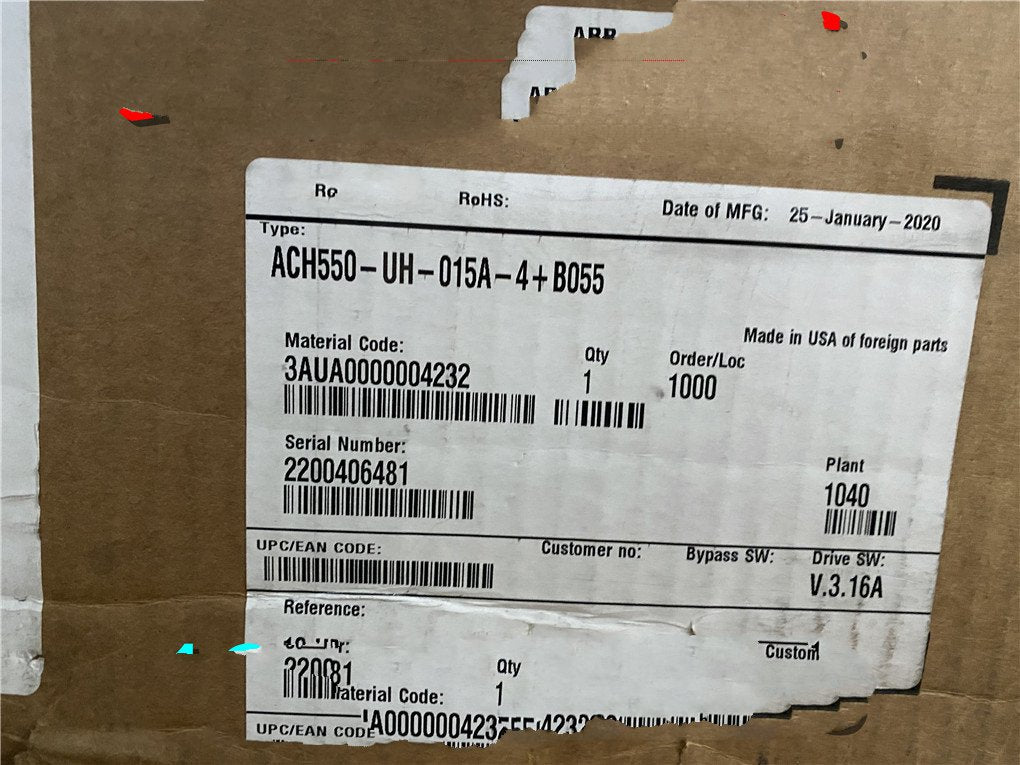 Ro
RoHS:
Date of MFG: 25-January-2020
Type:
ACH550-UH-015A-4+B055
Made in USA of foreign parts
Material Code:
3AUA0000004232
Qty
1
Order/Loc
1000
Serial Number:
2200406481
Plant
1040
UPC/EAN CODE:
Customer no:
Bypass SW:
Drive SW:
V.3.16A
Reference:
Custom
Qty
1
Material Code:
UPC/EAN CODE